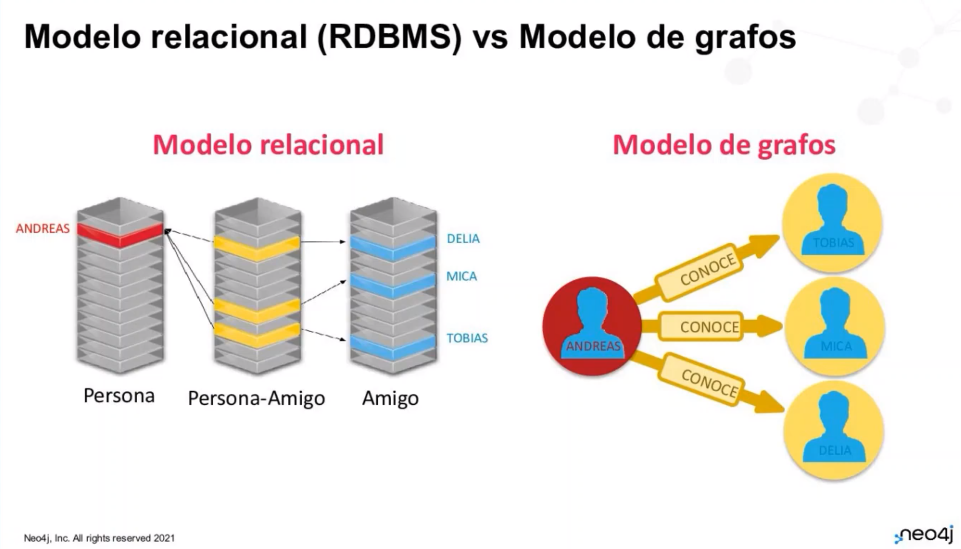 Modelo relacional (RDBMS) vs Modelo de grafos
Modelo relacional
ANDREAS
DELIA
MICA
TOBIAS
Persona
Persona-Amigo
Amigo
Modelo de grafos
ANDREAS
CONOCE
CONOCE
CONOCE
TOBIAS
MICA
DELIA
Neo4j, Inc. All rights reserved 2021
neo4j